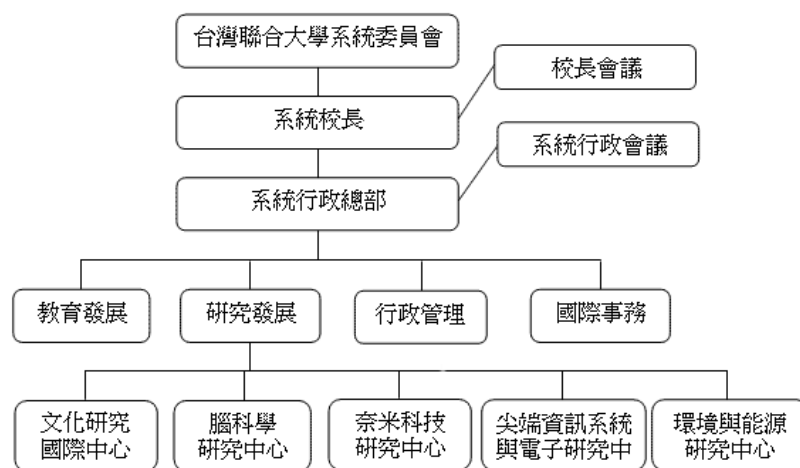 台灣聯合大學系統委員會
校長會議
系統校長
系統行政會議
系統行政總部
教育發展
研究發展
行政管理
國際事務
文化研究
國際中心
腦科學
研究中心
奈米科技
研究中心
尖端資訊系統
與電子研究中
環境與能源
研究中心